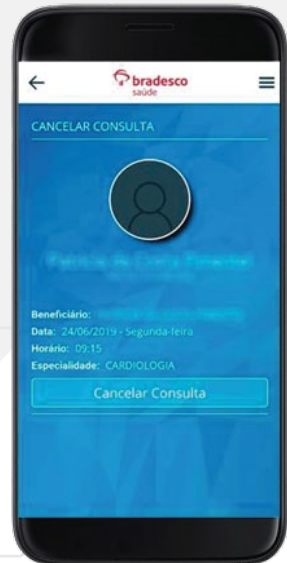 bradesco
saúde
CANCELAR CONSULTA
Beneficiário:
Data: 24/06/2019 - Segunda-feira
Horário: 09:15
Especialidade: CARDIOLOGIA
Cancelar Consulta